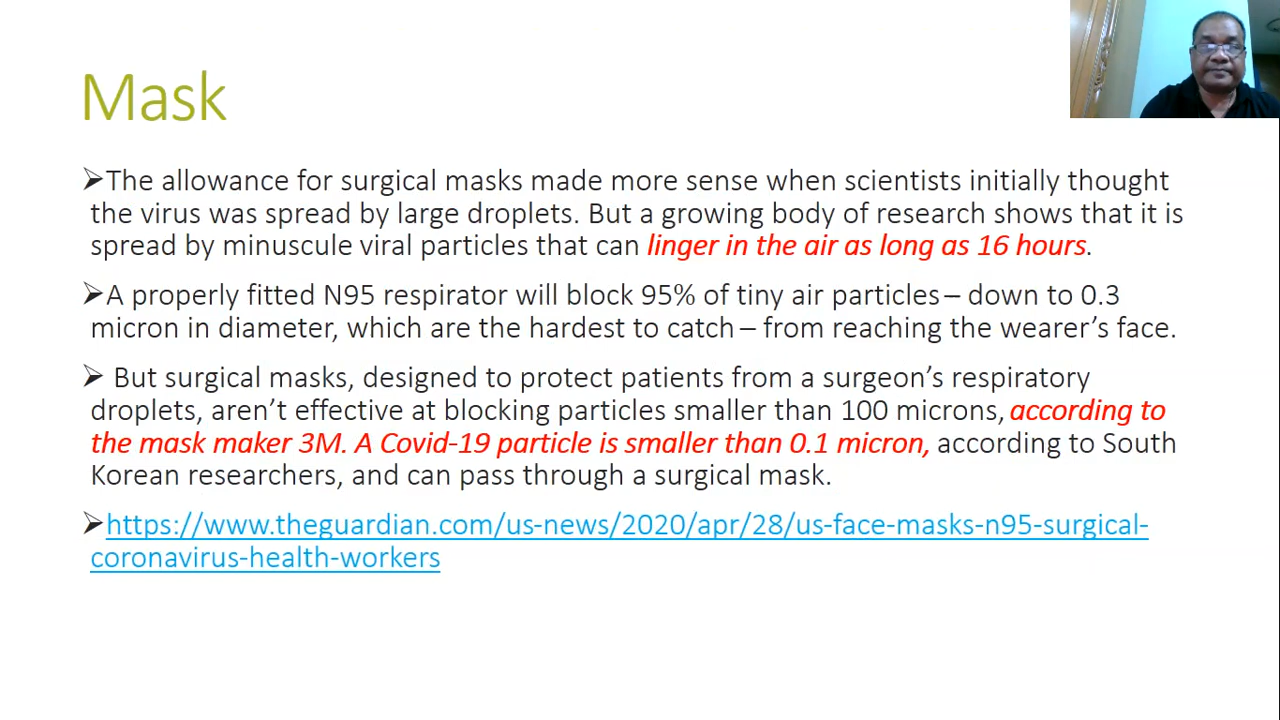 Mask
➢The allowance for surgical masks made more sense when scientists initially thought
the virus was spread by large droplets. But a growing body of research shows that it is
spread by minuscule viral particles that can linger in the air as long as 16 hours.
➢A properly fitted N95 respirator will block 95% of tiny air particles – down to 0.3
micron in diameter, which are the hardest to catch – from reaching the wearer’s face.
➢ But surgical masks, designed to protect patients from a surgeon’s respiratory
droplets, aren’t effective at blocking particles smaller than 100 microns, according to
the mask maker 3M. A Covid-19 particle is smaller than 0.1 micron, according to South
Korean researchers, and can pass through a surgical mask.
➢https://www.theguardian.com/us-news/2020/apr/28/us-face-masks-n95-surgical-
coronavirus-health-workers